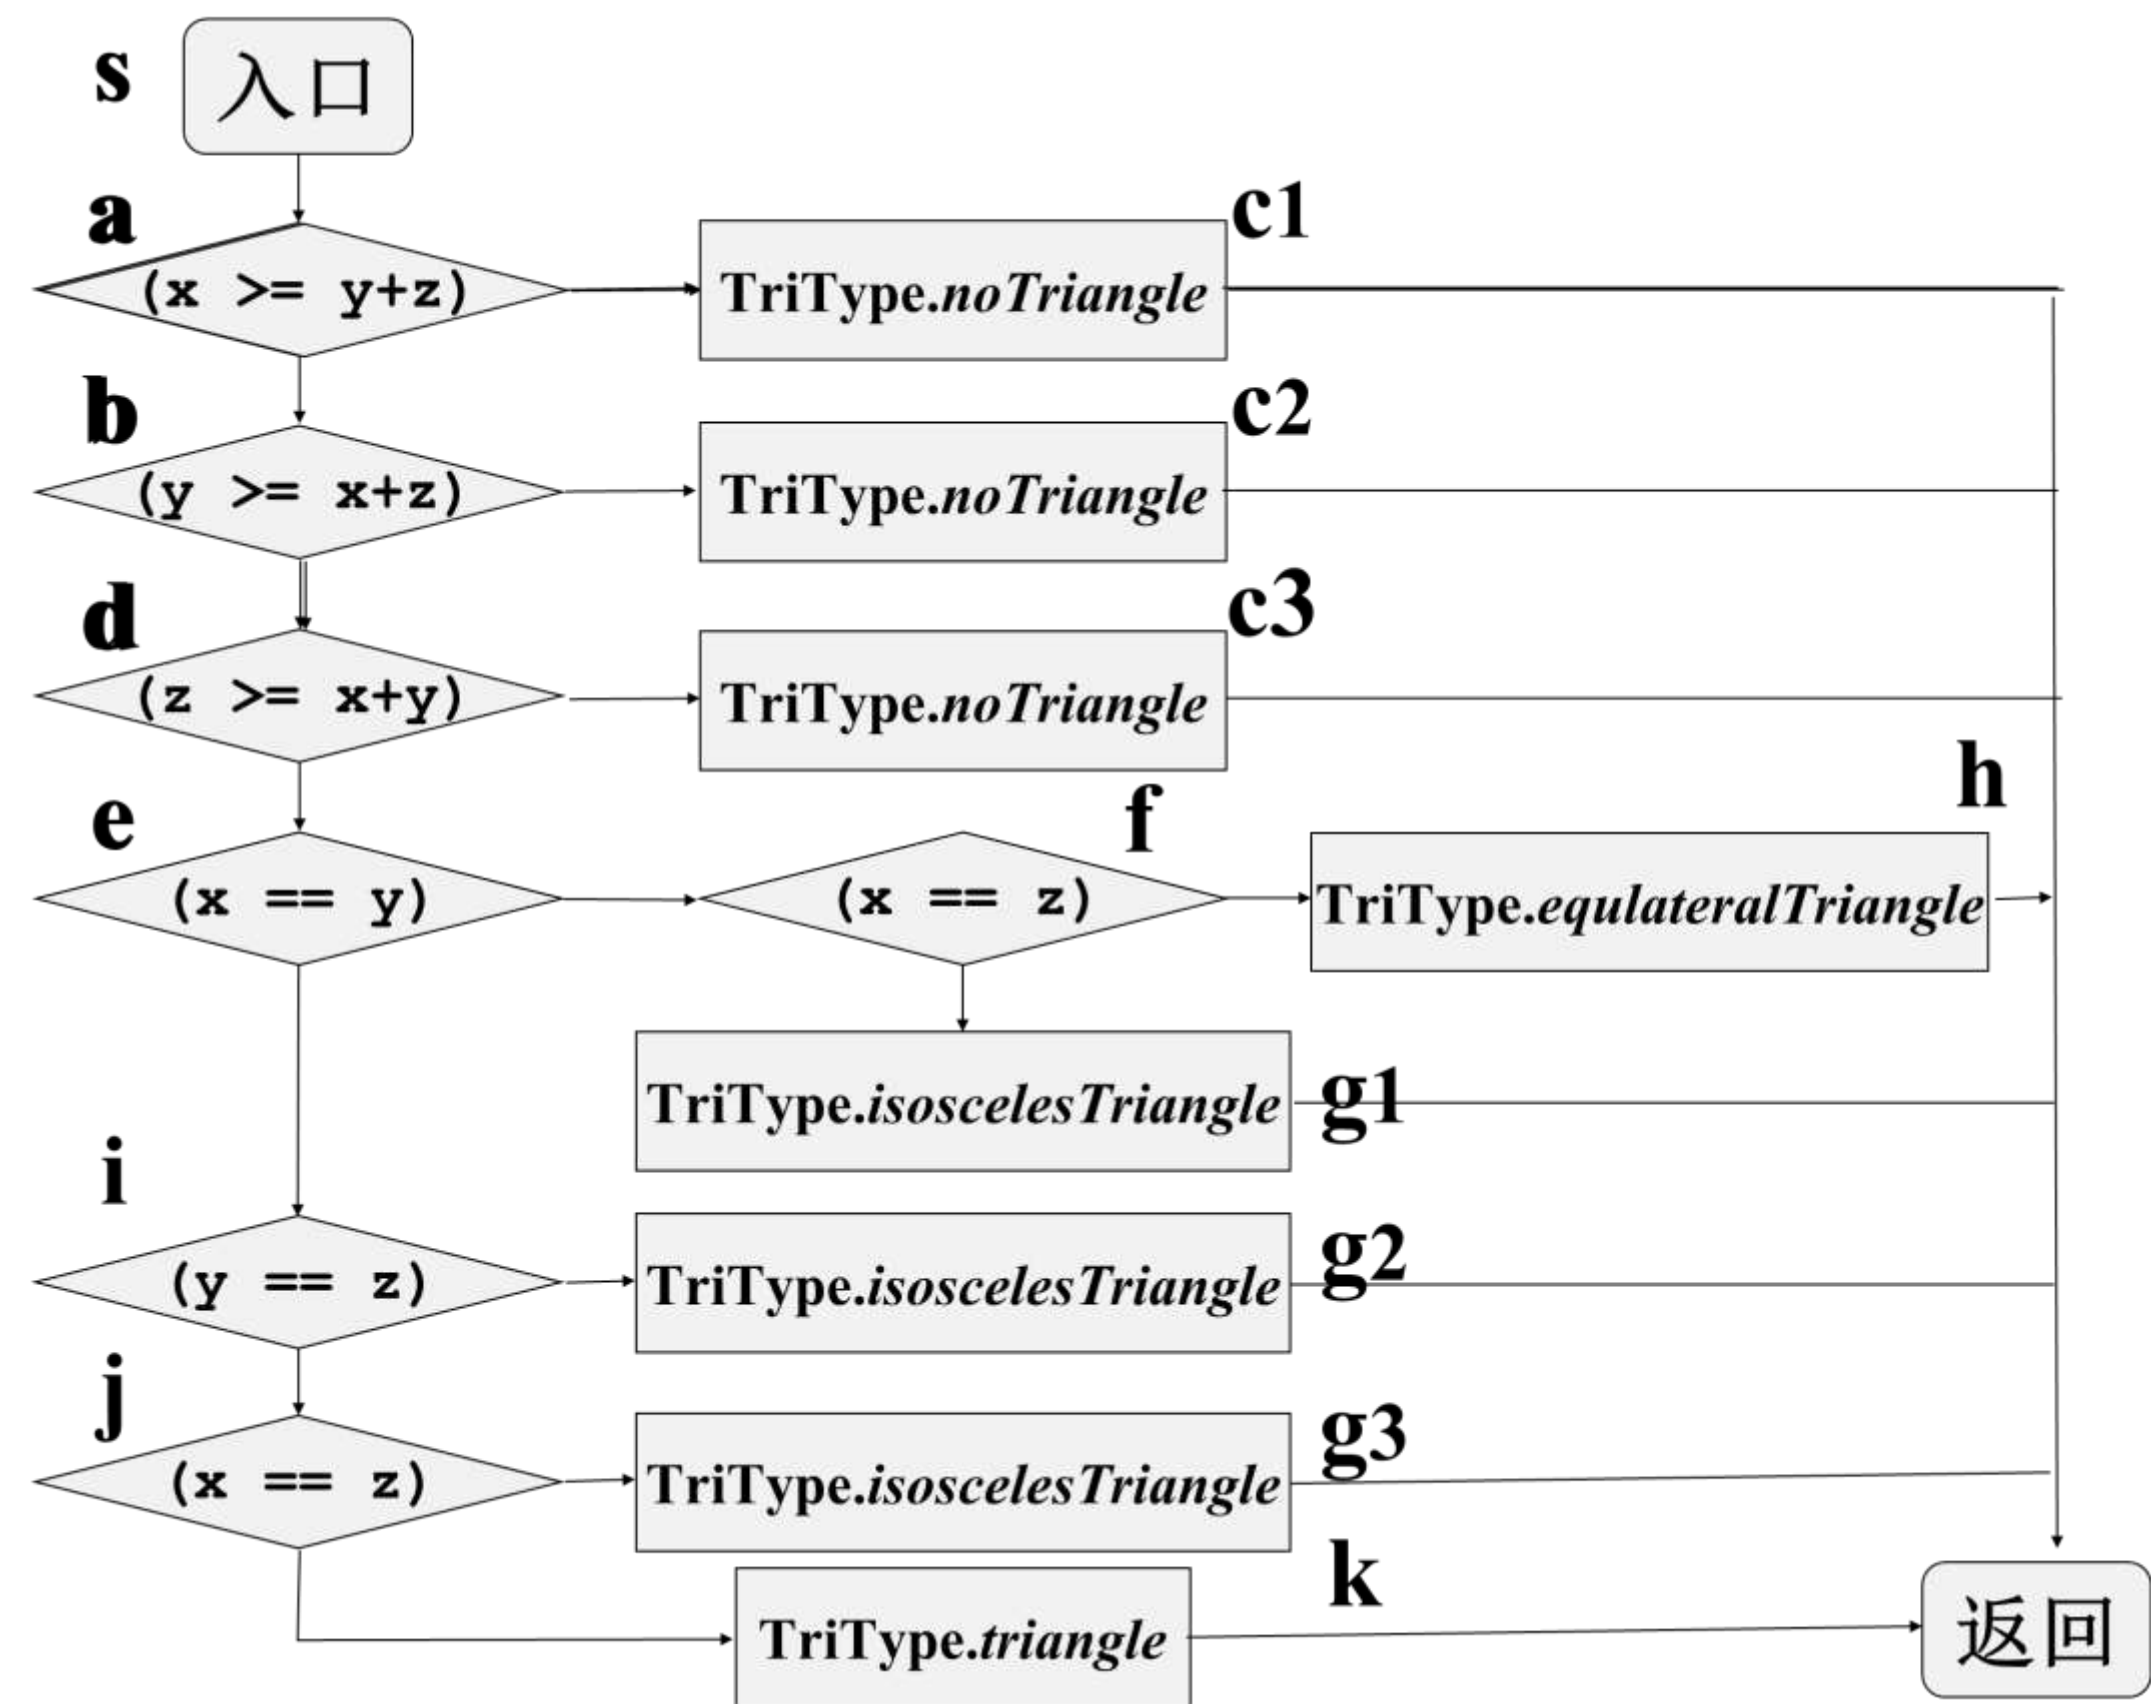 s
入口
a
(x >= y+z)
TriType.noTriangle
c1
b
(y >= x+z)
TriType.noTriangle
c2
d
(z >= x+y)
TriType.noTriangle
c3
e
(x == y)
f
(x == z)
h
TriType.equlateralTriangle
TriType.isoscelesTriangle
g1
i
(y == z)
TriType.isoscelesTriangle
g2
j
(x == z)
TriType.isoscelesTriangle
g3
k
TriType.triangle
返回